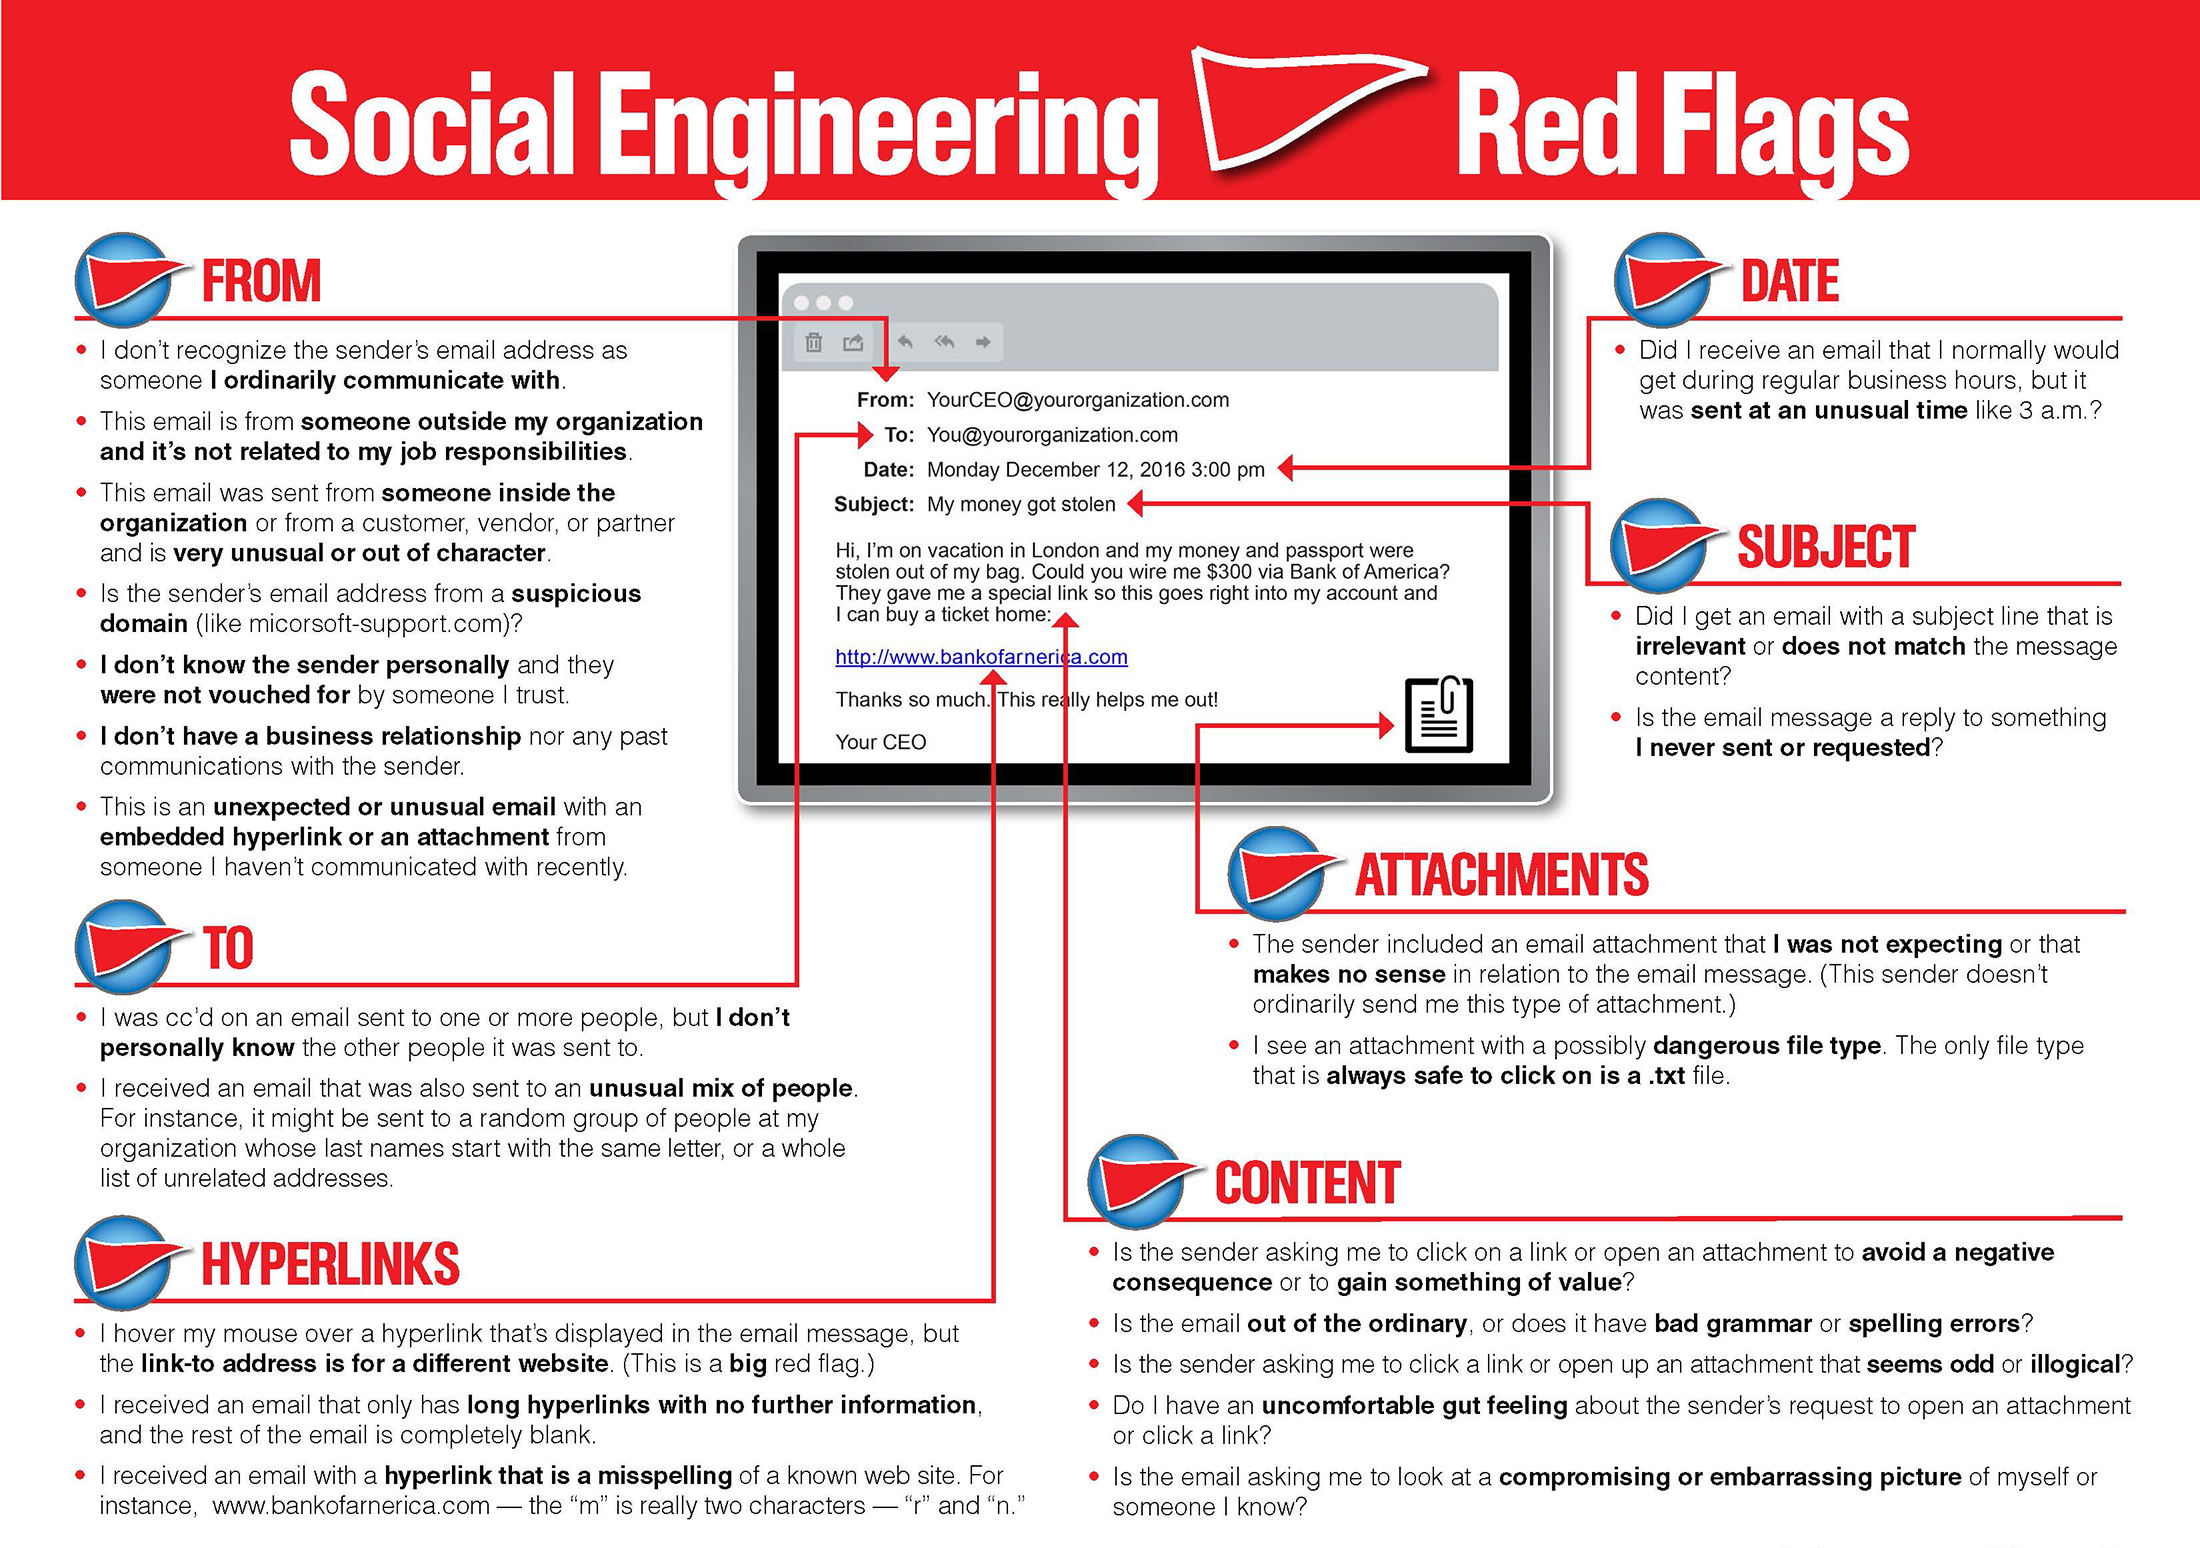 Social Engineering Red Flags
FROM
• I don't recognize the sender's email address as
someone I ordinarily communicate with.
• This email is from someone outside my organization
and it's not related to my job responsibilities.
• This email was sent from someone inside the
organization or from a customer, vendor, or partner
and is very unusual or out of character.
• Is the sender's email address from a suspicious
domain (like micorsoft-support.com)?
• I don't know the sender personally and they
were not vouched for by someone I trust.
• I don't have a business relationship nor any past
communications with the sender.
• This is an unexpected or unusual email with an
embedded hyperlink or an attachment from
someone I haven't communicated with recently.
TO
• I was cc'd on an email sent to one or more people, but I don't
personally know the other people it was sent to.
• I received an email that was also sent to an unusual mix of people.
For instance, it might be sent to a random group of people at my
organization whose last names start with the same letter, or a whole
list of unrelated addresses.
HYPERLINKS
• I hover my mouse over a hyperlink that's displayed in the email message, but
the link-to address is for a different website. (This is a big red flag.)
• I received an email that only has long hyperlinks with no further information,
and the rest of the email is completely blank.
• I received an email with a hyperlink that is a misspelling of a known web site. For
instance, www.bankofarnerica.com — the “m” is really two characters — “r” and “n.”
From: YourCEO@yourorganization.com
To: You@yourorganization.com
Date: Monday December 12, 2016 3:00 pm
Subject: My money got stolen
Hi, I'm on vacation in London and my money and passport were
stolen out of my bag. Could you wire me $300 via Bank of America?
They gave me a special link so this goes right into my account and
I can buy a ticket home:
http://www.bankofarnerica.com
Thanks so much. This really helps me out!
Your CEO
DATE
• Did I receive an email that I normally would
get during regular business hours, but it
was sent at an unusual time like 3 a.m.?
SUBJECT
• Did I get an email with a subject line that is
irrelevant or does not match the message
content?
• Is the email message a reply to something
I never sent or requested?
ATTACHMENTS
• The sender included an email attachment that I was not expecting or that
makes no sense in relation to the email message. (This sender doesn't
ordinarily send me this type of attachment.)
• I see an attachment with a possibly dangerous file type. The only file type
that is always safe to click on is a .txt file.
CONTENT
• Is the sender asking me to click on a link or open an attachment to avoid a negative
consequence or to gain something of value?
• Is the email out of the ordinary, or does it have bad grammar or spelling errors?
• Is the sender asking me to click a link or open up an attachment that seems odd or illogical?
• Do I have an uncomfortable gut feeling about the sender's request to open an attachment
or click a link?
• Is the email asking me to look at a compromising or embarrassing picture of myself or
someone I know?